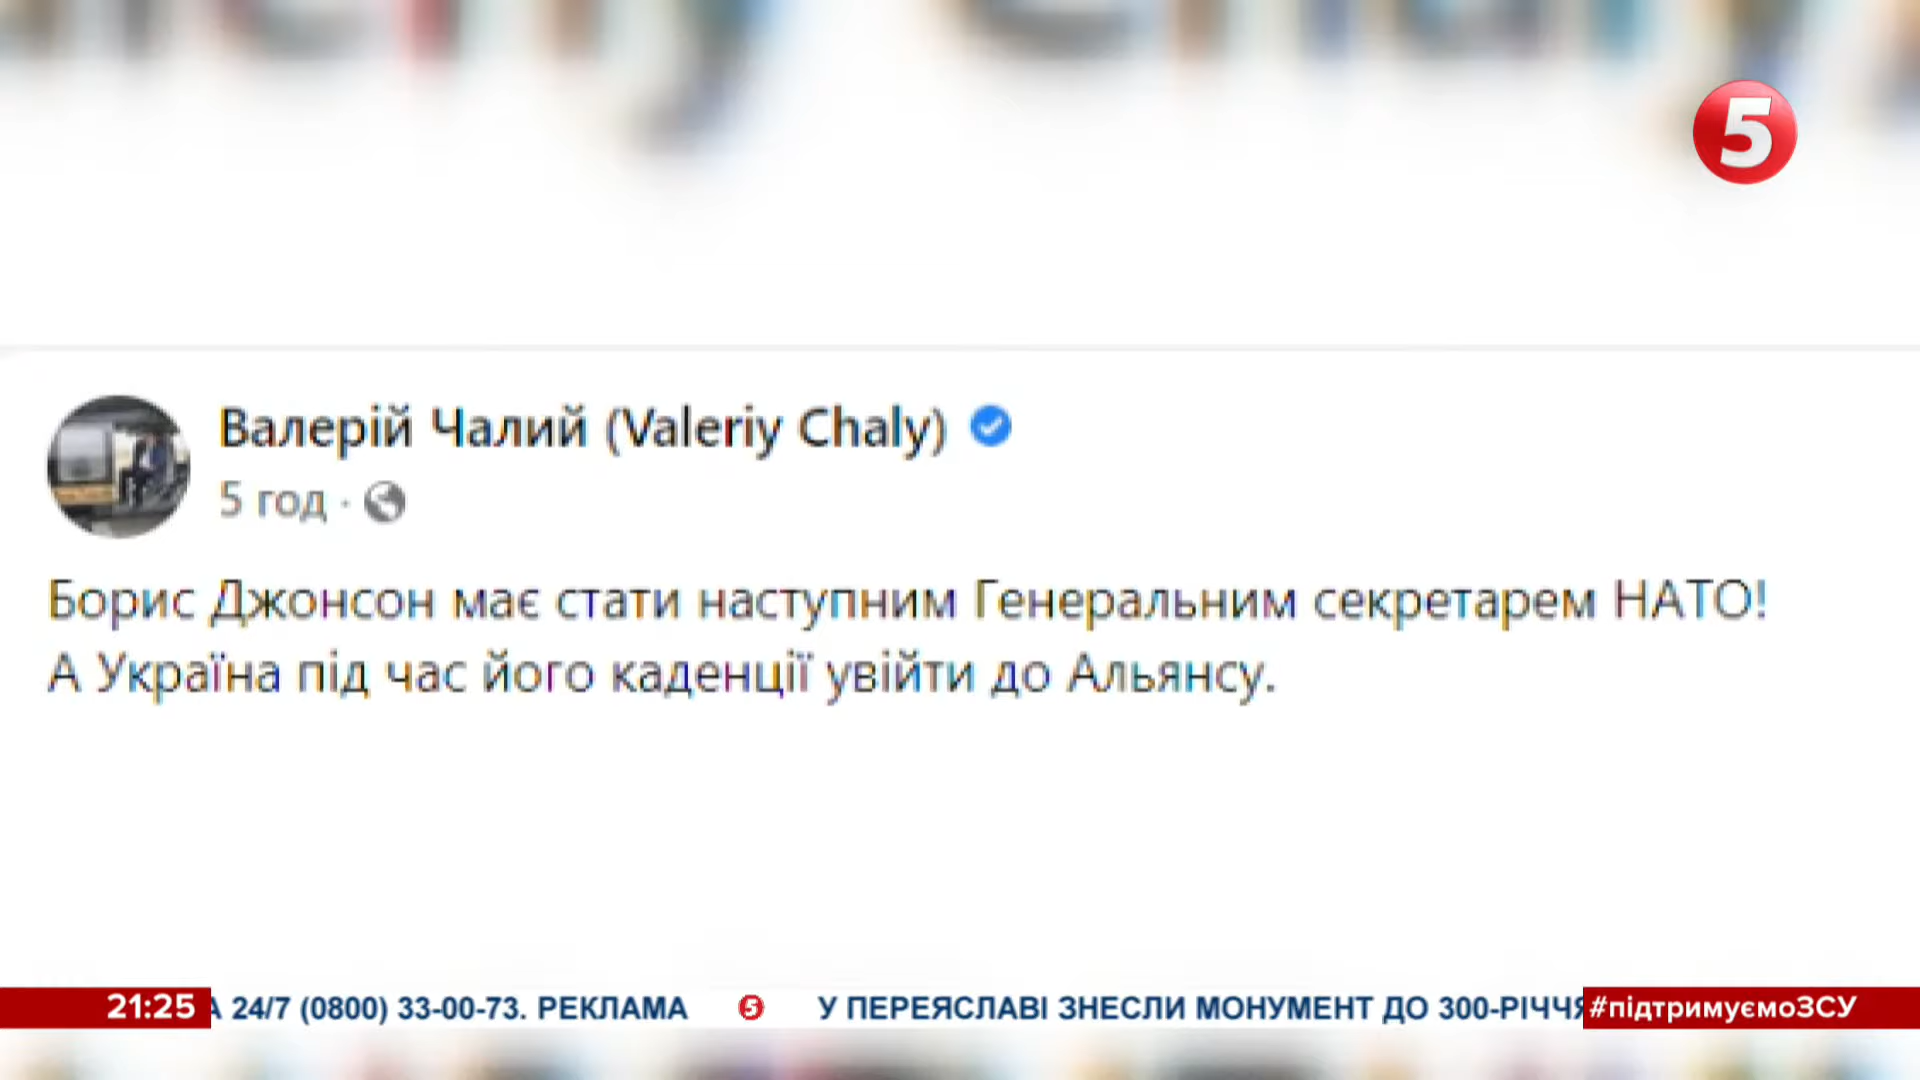 5
Валерій Чалий (Valeriy Chaly)
5 год ·
Борис Джонсон має стати наступним Генеральним секретарем НАТО!
А Україна під час його каденції увійти до Альянсу.
21:25
А 24/7 (0800) 33-00-73. РЕКЛАМА 5 У ПЕРЕЯСЛАВІ ЗНЕСЛИ МОНУМЕНТ ДО 300-РІЧЧЯ
#підтримуємоЗСУ